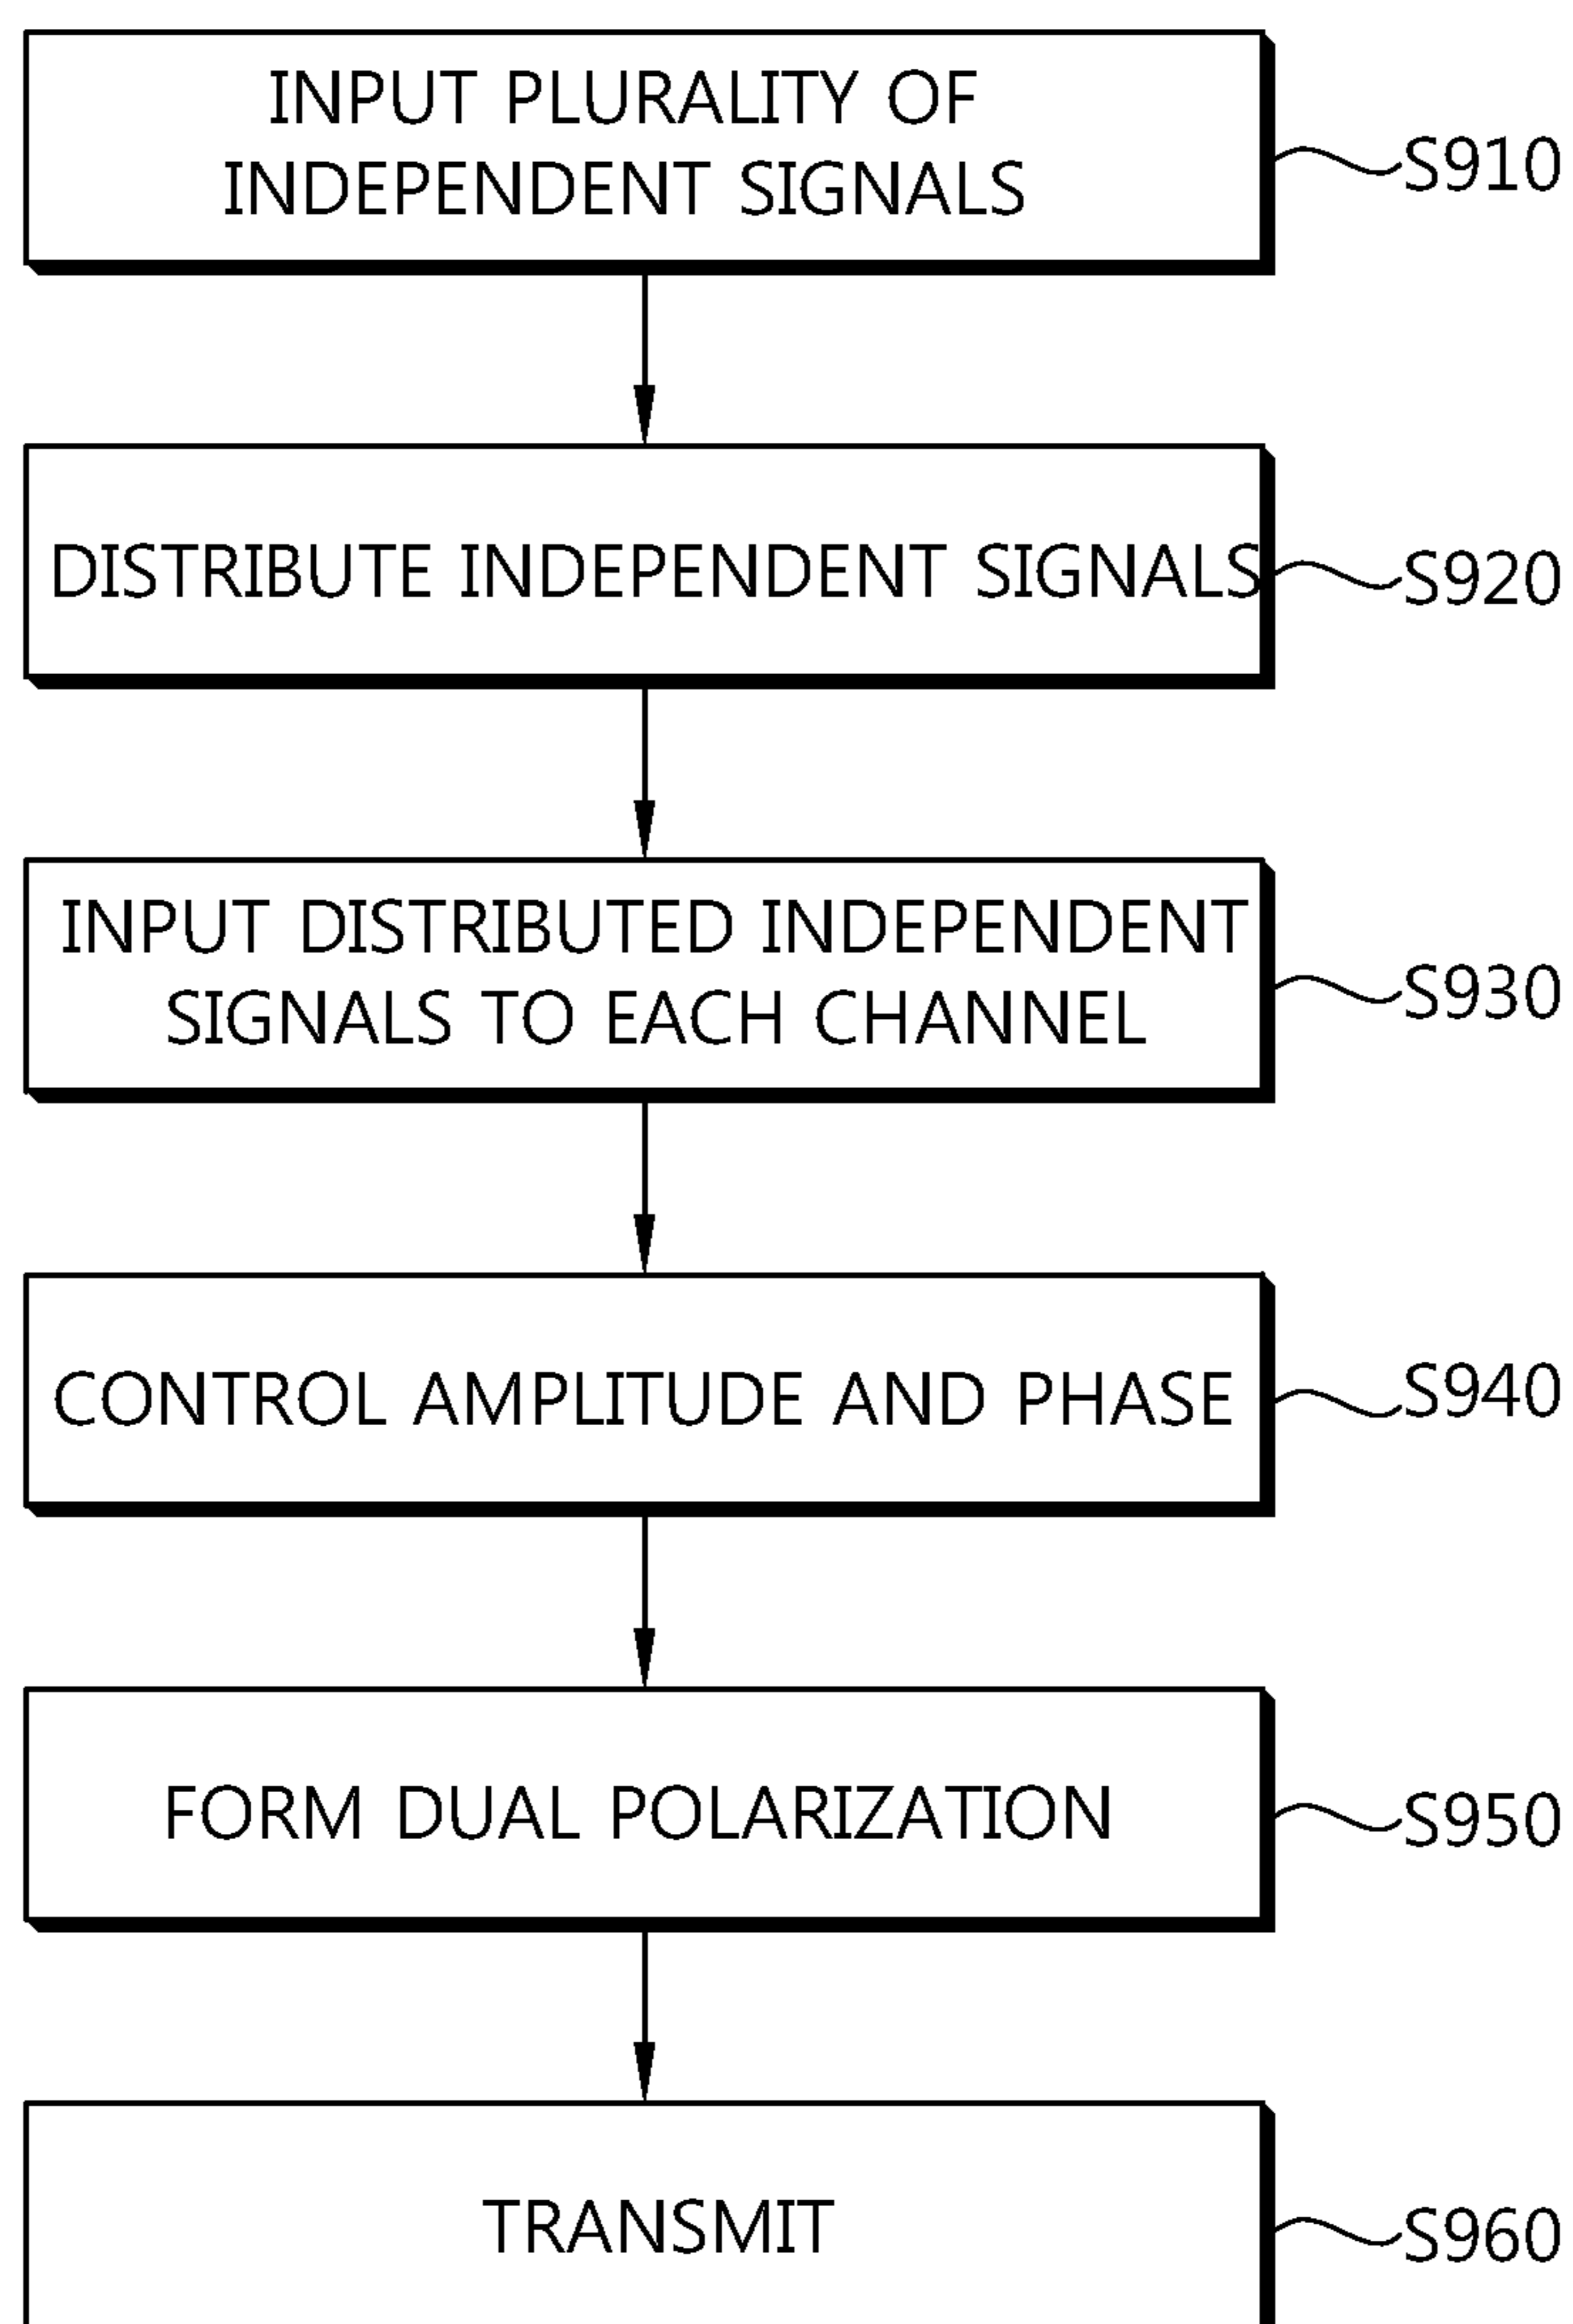 INPUT PLURALITY OF
INDEPENDENT SIGNALS
S910
DISTRIBUTE INDEPENDENT SIGNALS
S920
INPUT DISTRIBUTED INDEPENDENT
SIGNALS TO EACH CHANNEL
S930
CONTROL AMPLITUDE AND PHASE
S940
FORM DUAL POLARIZATION
S950
TRANSMIT
S960